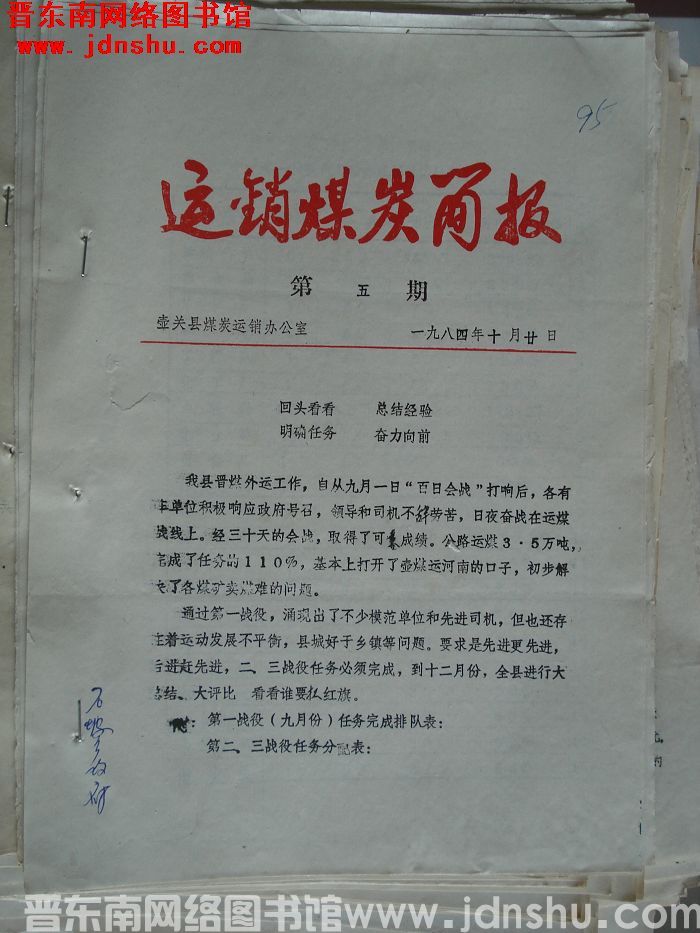 晋东南网络图书馆
www.jdnshu.com
95
运销煤炭简报
第 五 期
壶关县煤炭运销办公室 一九八四年十月廿日
回头看看 总结经验
明确任务 奋力向前
我县晋煤外运工作，自从九月一日“百日会战”打响后，各有
车单位积极响应政府号召，领导和司机不辞劳苦，日夜奋战在运煤
战线上。经三十天的会战，取得了可喜成绩。公路运煤3·5万吨，
完成了任务的110%，基本上打开了壶煤运河南的口子，初步解
决了各煤矿卖煤难的问题。
通过第一战役，涌现出了不少模范单位和先进司机，但也还存
在着运动发展不平衡，县城好于乡镇等问题。要求是先进更先进，
后进赶先进，二、三战役任务必须完成，到十二月份，全县进行大
总结、大评比 看看谁要扛红旗。
：第一战役（九月份）任务完成排队表：
第二、三战役任务分配表：
晋东南网络图书馆www.jdnshu.com